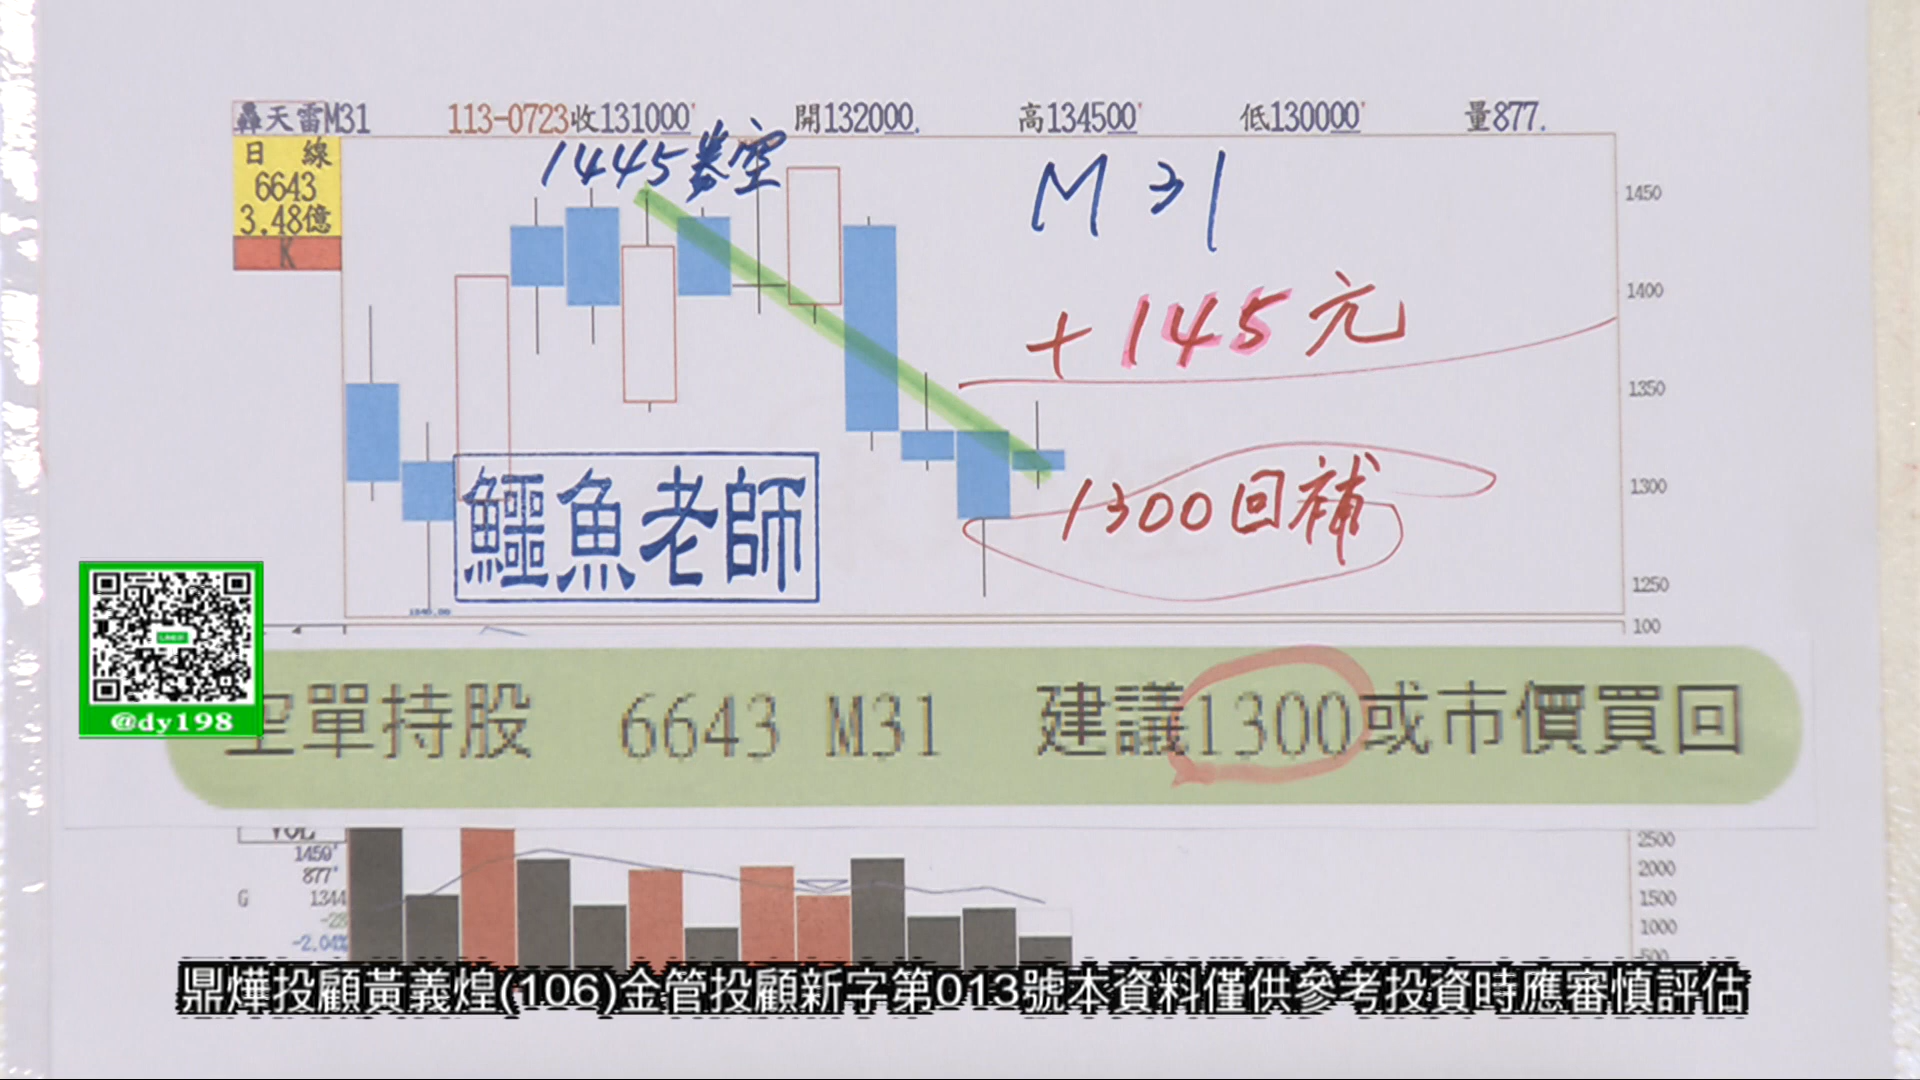 轟天雷M31 113-0723收131000 開132000 高134500 低130000 量877
日 線
6643
3.48億
K
1445券空
M31
+145元
1300回補
鱷魚老師
1450
1400
1350
1300
1250
100
@dy198
空單持股 6643 M31 建議1300或市價買回
VOL
1459
877
G 1344
-28
-2.04%
2500
2000
1500
1000
500
鼎燁投顧黃義煌(106)金管投顧新字第013號本資料僅供參考投資時應審慎評估